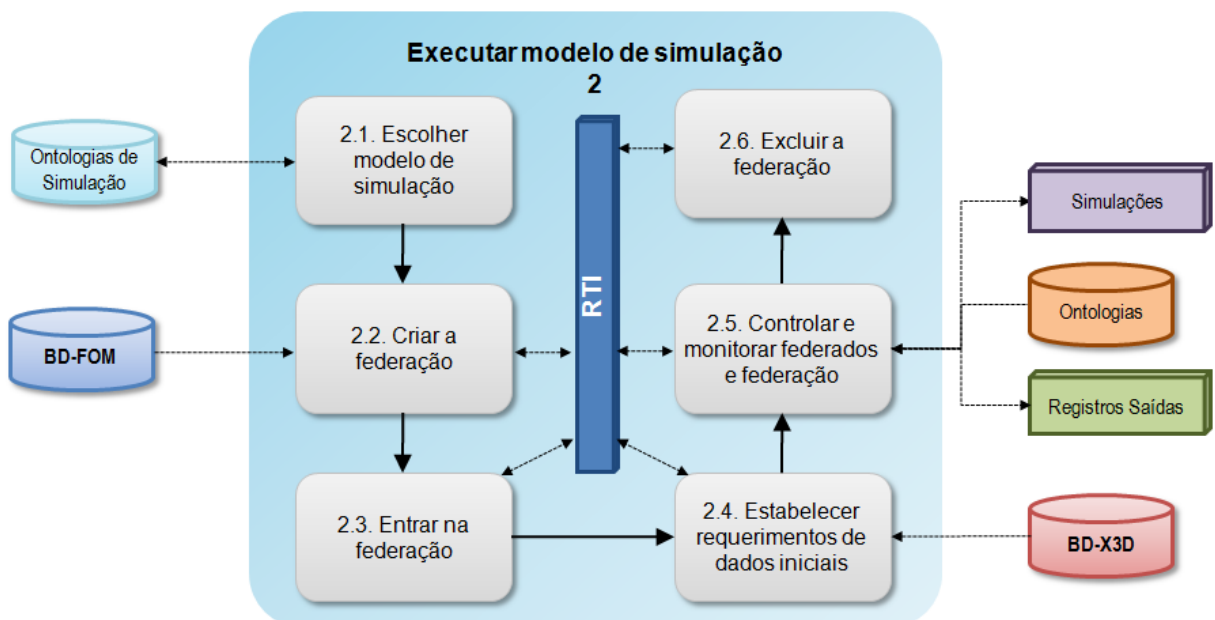 Executar modelo de simulação
2
Ontologias de
Simulação
2.1. Escolher
modelo de
simulação
2.6. Excluir a
federação
Simulações
BD-FOM
2.2. Criar a
federação
RTI
2.5. Controlar e
monitorar federados
e federação
Ontologias
Registros Saídas
2.3. Entrar na
federação
2.4. Estabelecer
requerimentos de
dados iniciais
BD-X3D